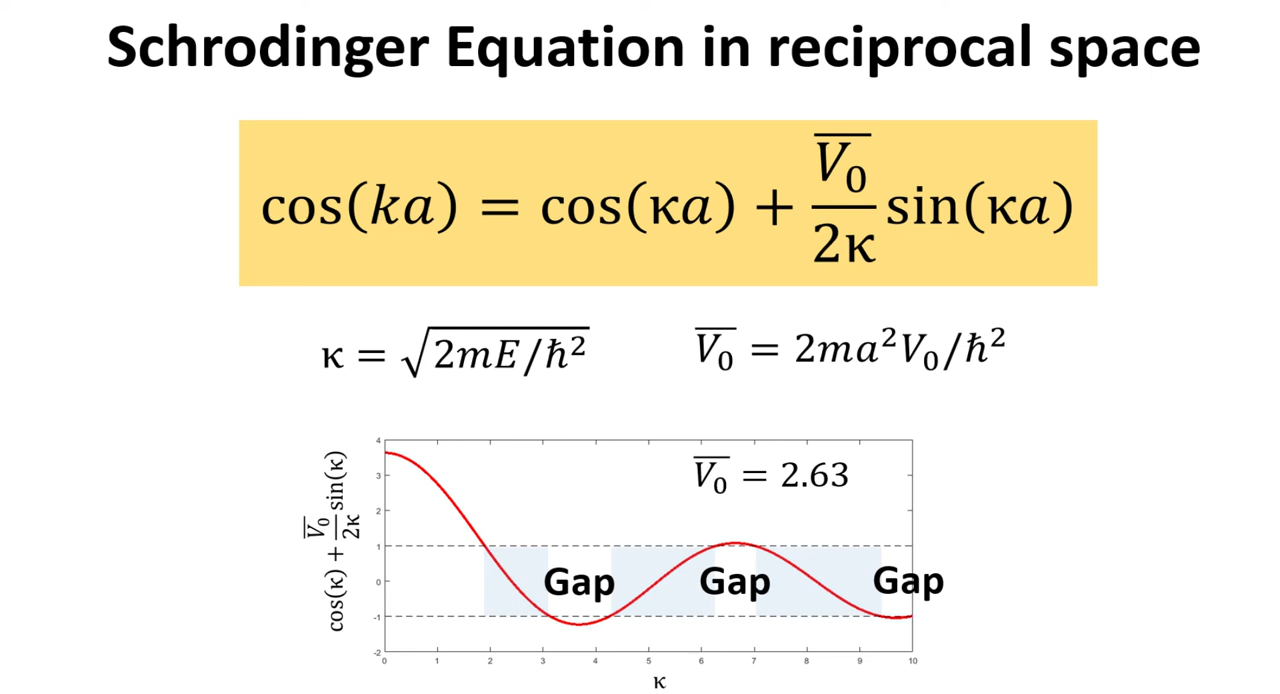 Schrodinger Equation in reciprocal space
cos(ka) = cos(κa) + V̅₀/2κ sin(κa)
κ = √2mE/ħ² V̅₀ = 2ma²V₀/ħ²
cos(κ) + V̅₀/2κ sin(κ)
4
3
2
1
0
-1
-2
V̅₀ = 2.63
Gap Gap Gap
0 1 2 3 4 5 6 7 8 9 10
κ